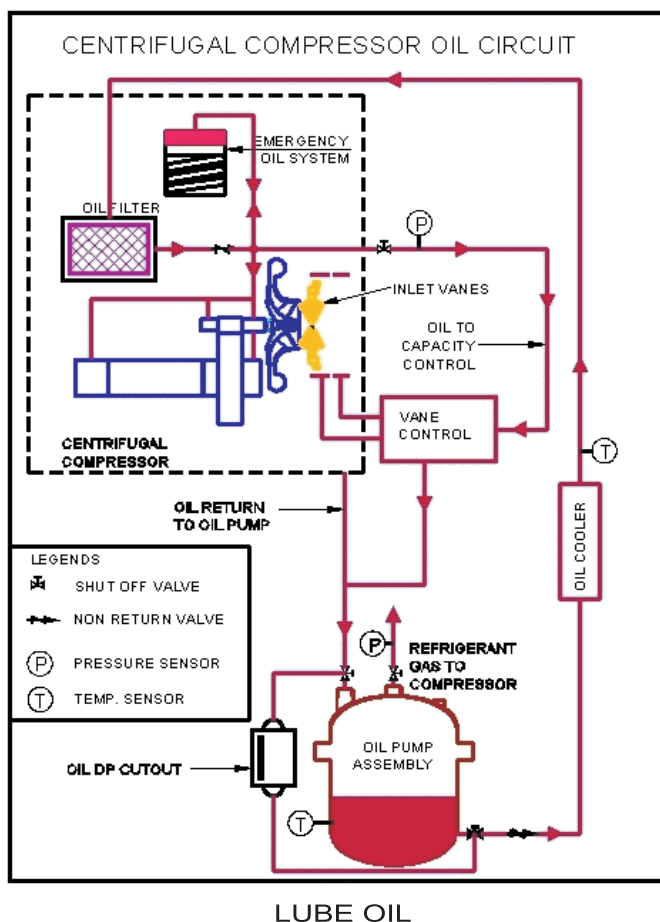 CENTRIFUGAL COMPRESSOR OIL CIRCUIT
EMERGENCY
OIL SYSTEM
OIL FILTER
P
INLET VANES
OIL TO
CAPACITY
CONTROL
VANE
CONTROL
CENTRIFUGAL
COMPRESSOR
T
OIL RETURN
TO OIL PUMP
OIL COOLER
LEGENDS
SHUT OFF VALVE
NON RETURN VALVE
P PRESSURE SENSOR
T TEMP. SENSOR
P
REFRIGERANT
GAS TO
COMPRESSOR
OIL PUMP
ASSEMBLY
OIL DP CUTOUT
T
LUBE OIL